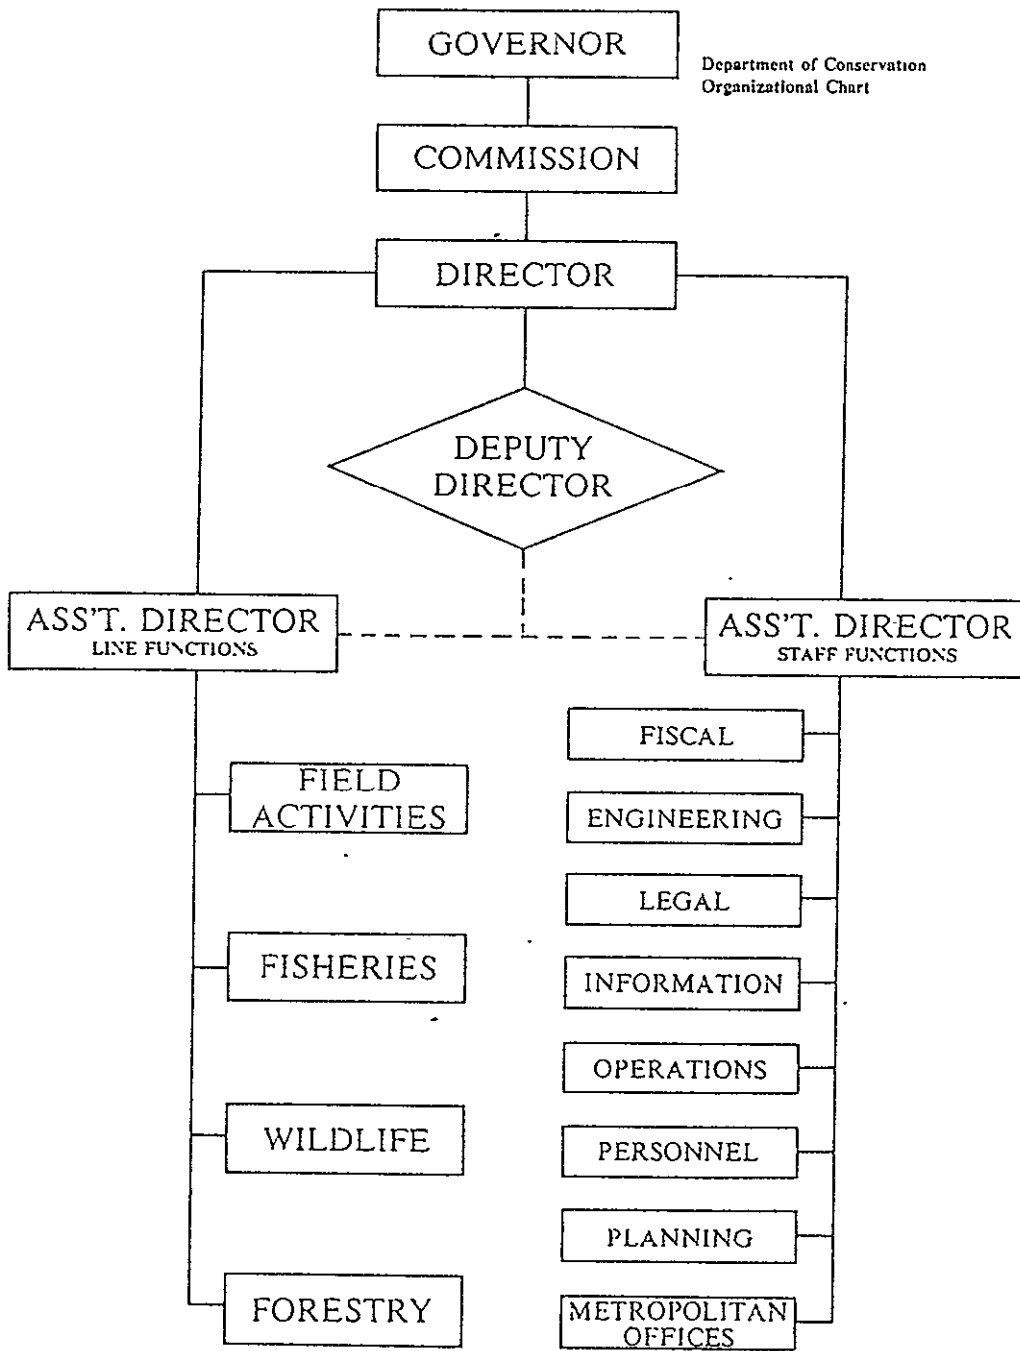 GOVERNOR
Department of Conservation
Organizational Chart
COMMISSION
DIRECTOR
DEPUTY
DIRECTOR
ASS'T. DIRECTOR
LINE FUNCTIONS
ASS'T. DIRECTOR
STAFF FUNCTIONS
FIELD
ACTIVITIES
FISHERIES
WILDLIFE
FORESTRY
FISCAL
ENGINEERING
LEGAL
INFORMATION
OPERATIONS
PERSONNEL
PLANNING
METROPOLITAN
OFFICES